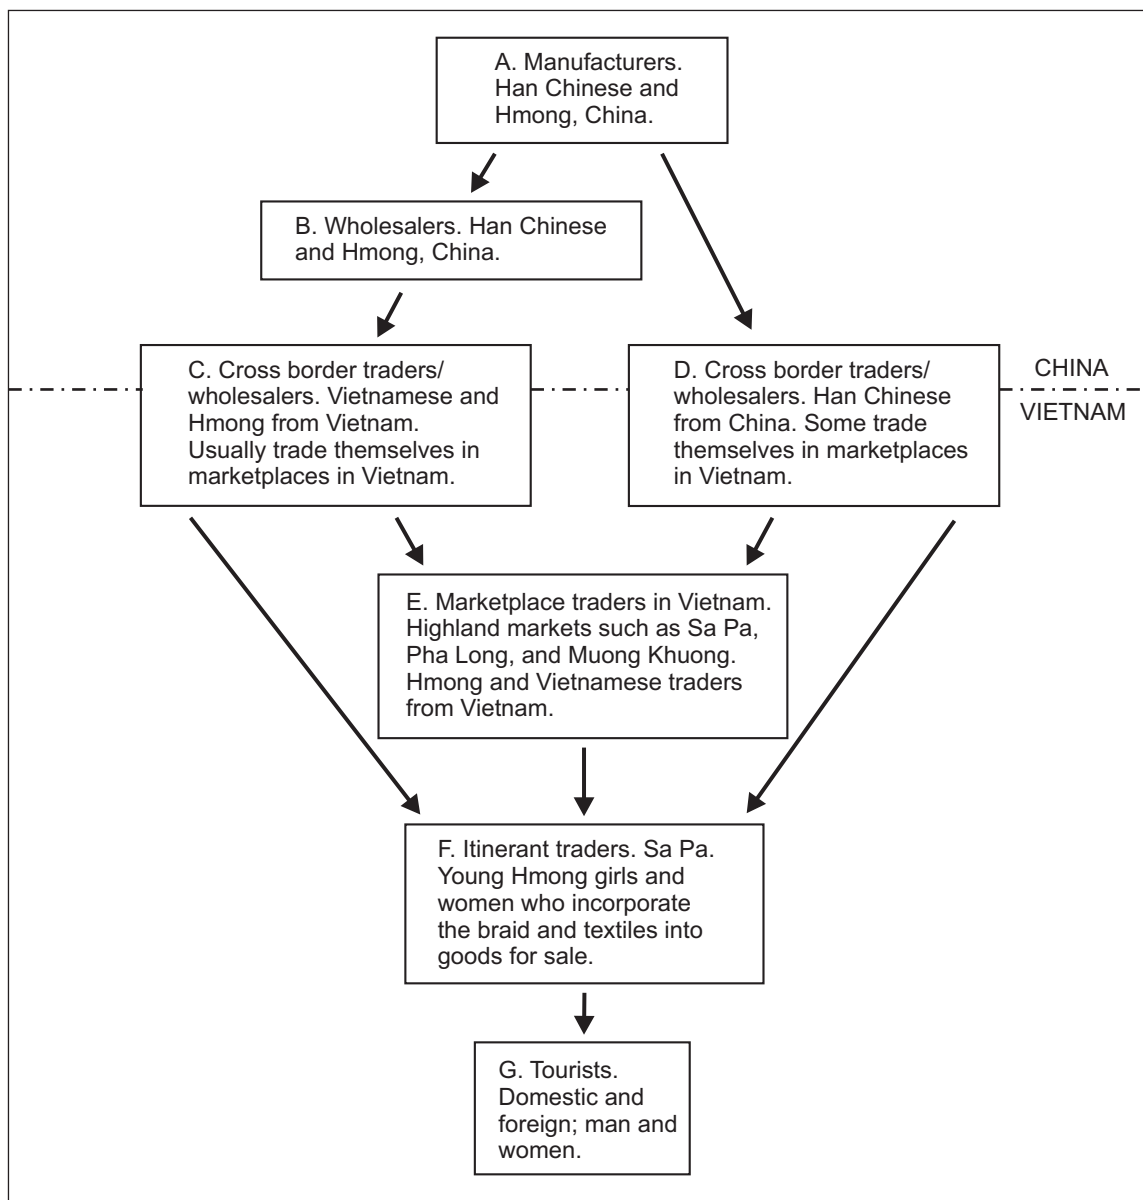 A. Manufacturers.
Han Chinese and
Hmong, China.
B. Wholesalers. Han Chinese
and Hmong, China.
C. Cross border traders/
wholesalers. Vietnamese and
Hmong from Vietnam.
Usually trade themselves in
marketplaces in Vietnam.
D. Cross border traders/
wholesalers. Han Chinese
from China. Some trade
themselves in marketplaces
in Vietnam.
CHINA
VIETNAM
E. Marketplace traders in Vietnam.
Highland markets such as Sa Pa,
Pha Long, and Muong Khuong.
Hmong and Vietnamese traders
from Vietnam.
F. Itinerant traders. Sa Pa.
Young Hmong girls and
women who incorporate
the braid and textiles into
goods for sale.
G. Tourists.
Domestic and
foreign; man and
women.